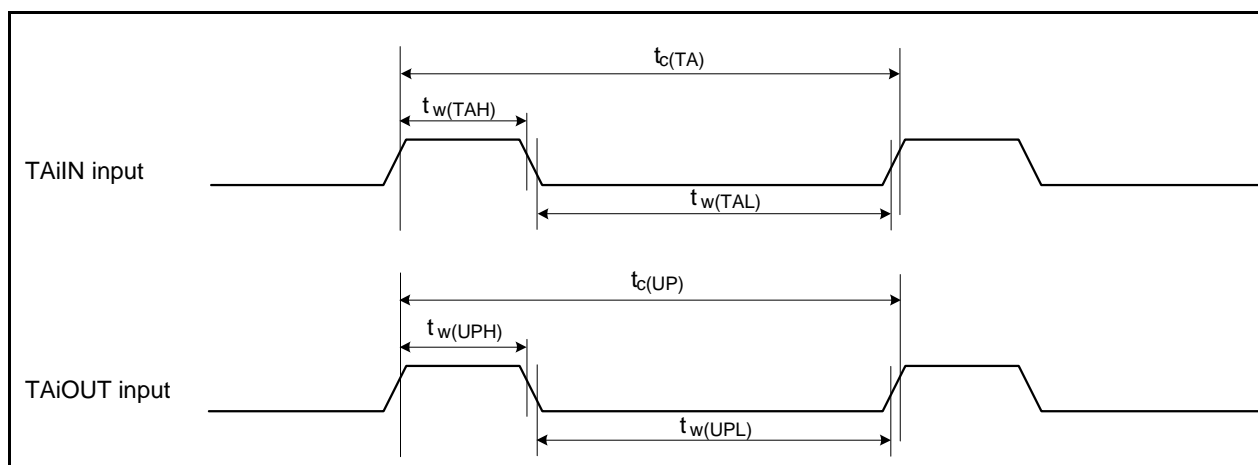 tc(TA)
tw(TAH)
TAiIN input
tw(TAL)
tc(UP)
tw(UPH)
TAiOUT input
tw(UPL)